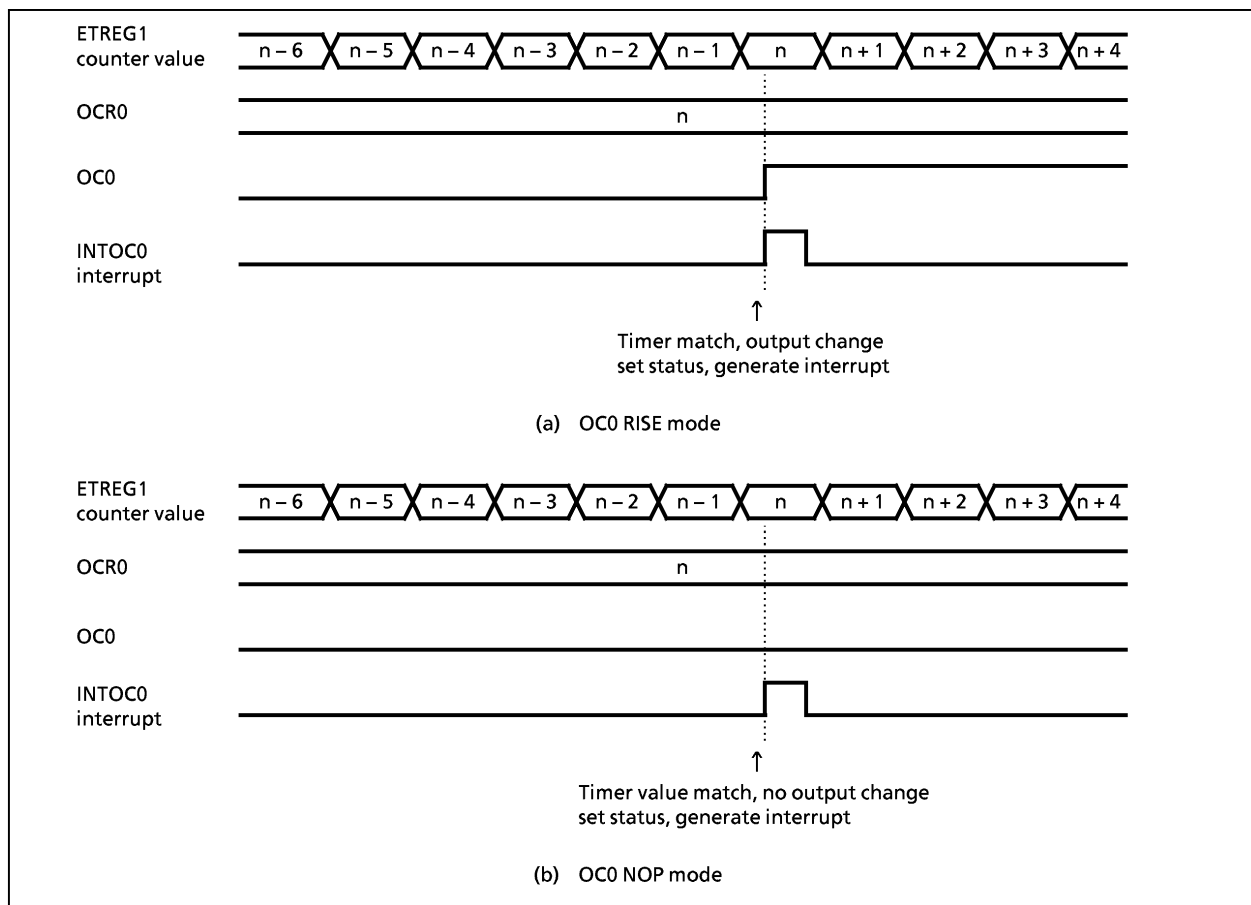 ETREG1
counter value
n – 6 n – 5 n – 4 n – 3 n – 2 n – 1 n n + 1 n + 2 n + 3 n + 4
OCR0
n
OC0
INTOC0
interrupt
↑
Timer match, output change
set status, generate interrupt
(a) OC0 RISE mode
ETREG1
counter value
n – 6 n – 5 n – 4 n – 3 n – 2 n – 1 n n + 1 n + 2 n + 3 n + 4
OCR0
n
OC0
INTOC0
interrupt
↑
Timer value match, no output change
set status, generate interrupt
(b) OC0 NOP mode